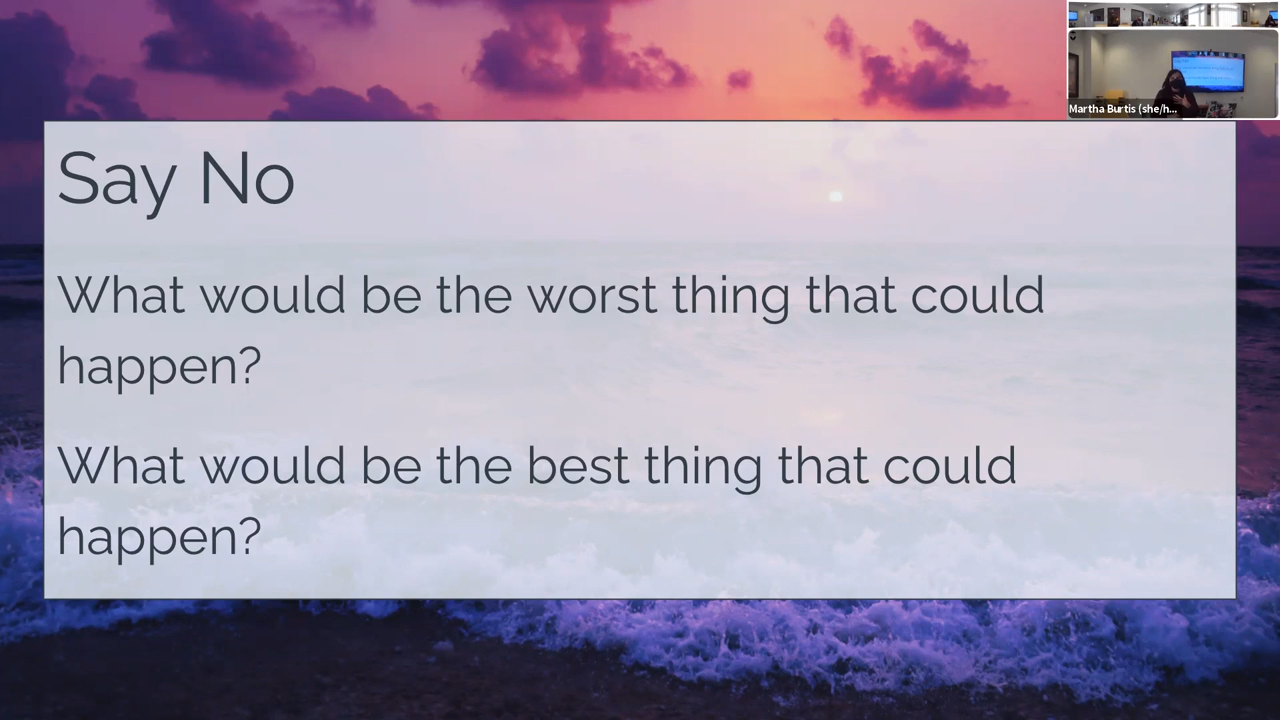 Martha Burtis (she/h...
Say No
What would be the worst thing that could
happen?
What would be the best thing that could
happen?